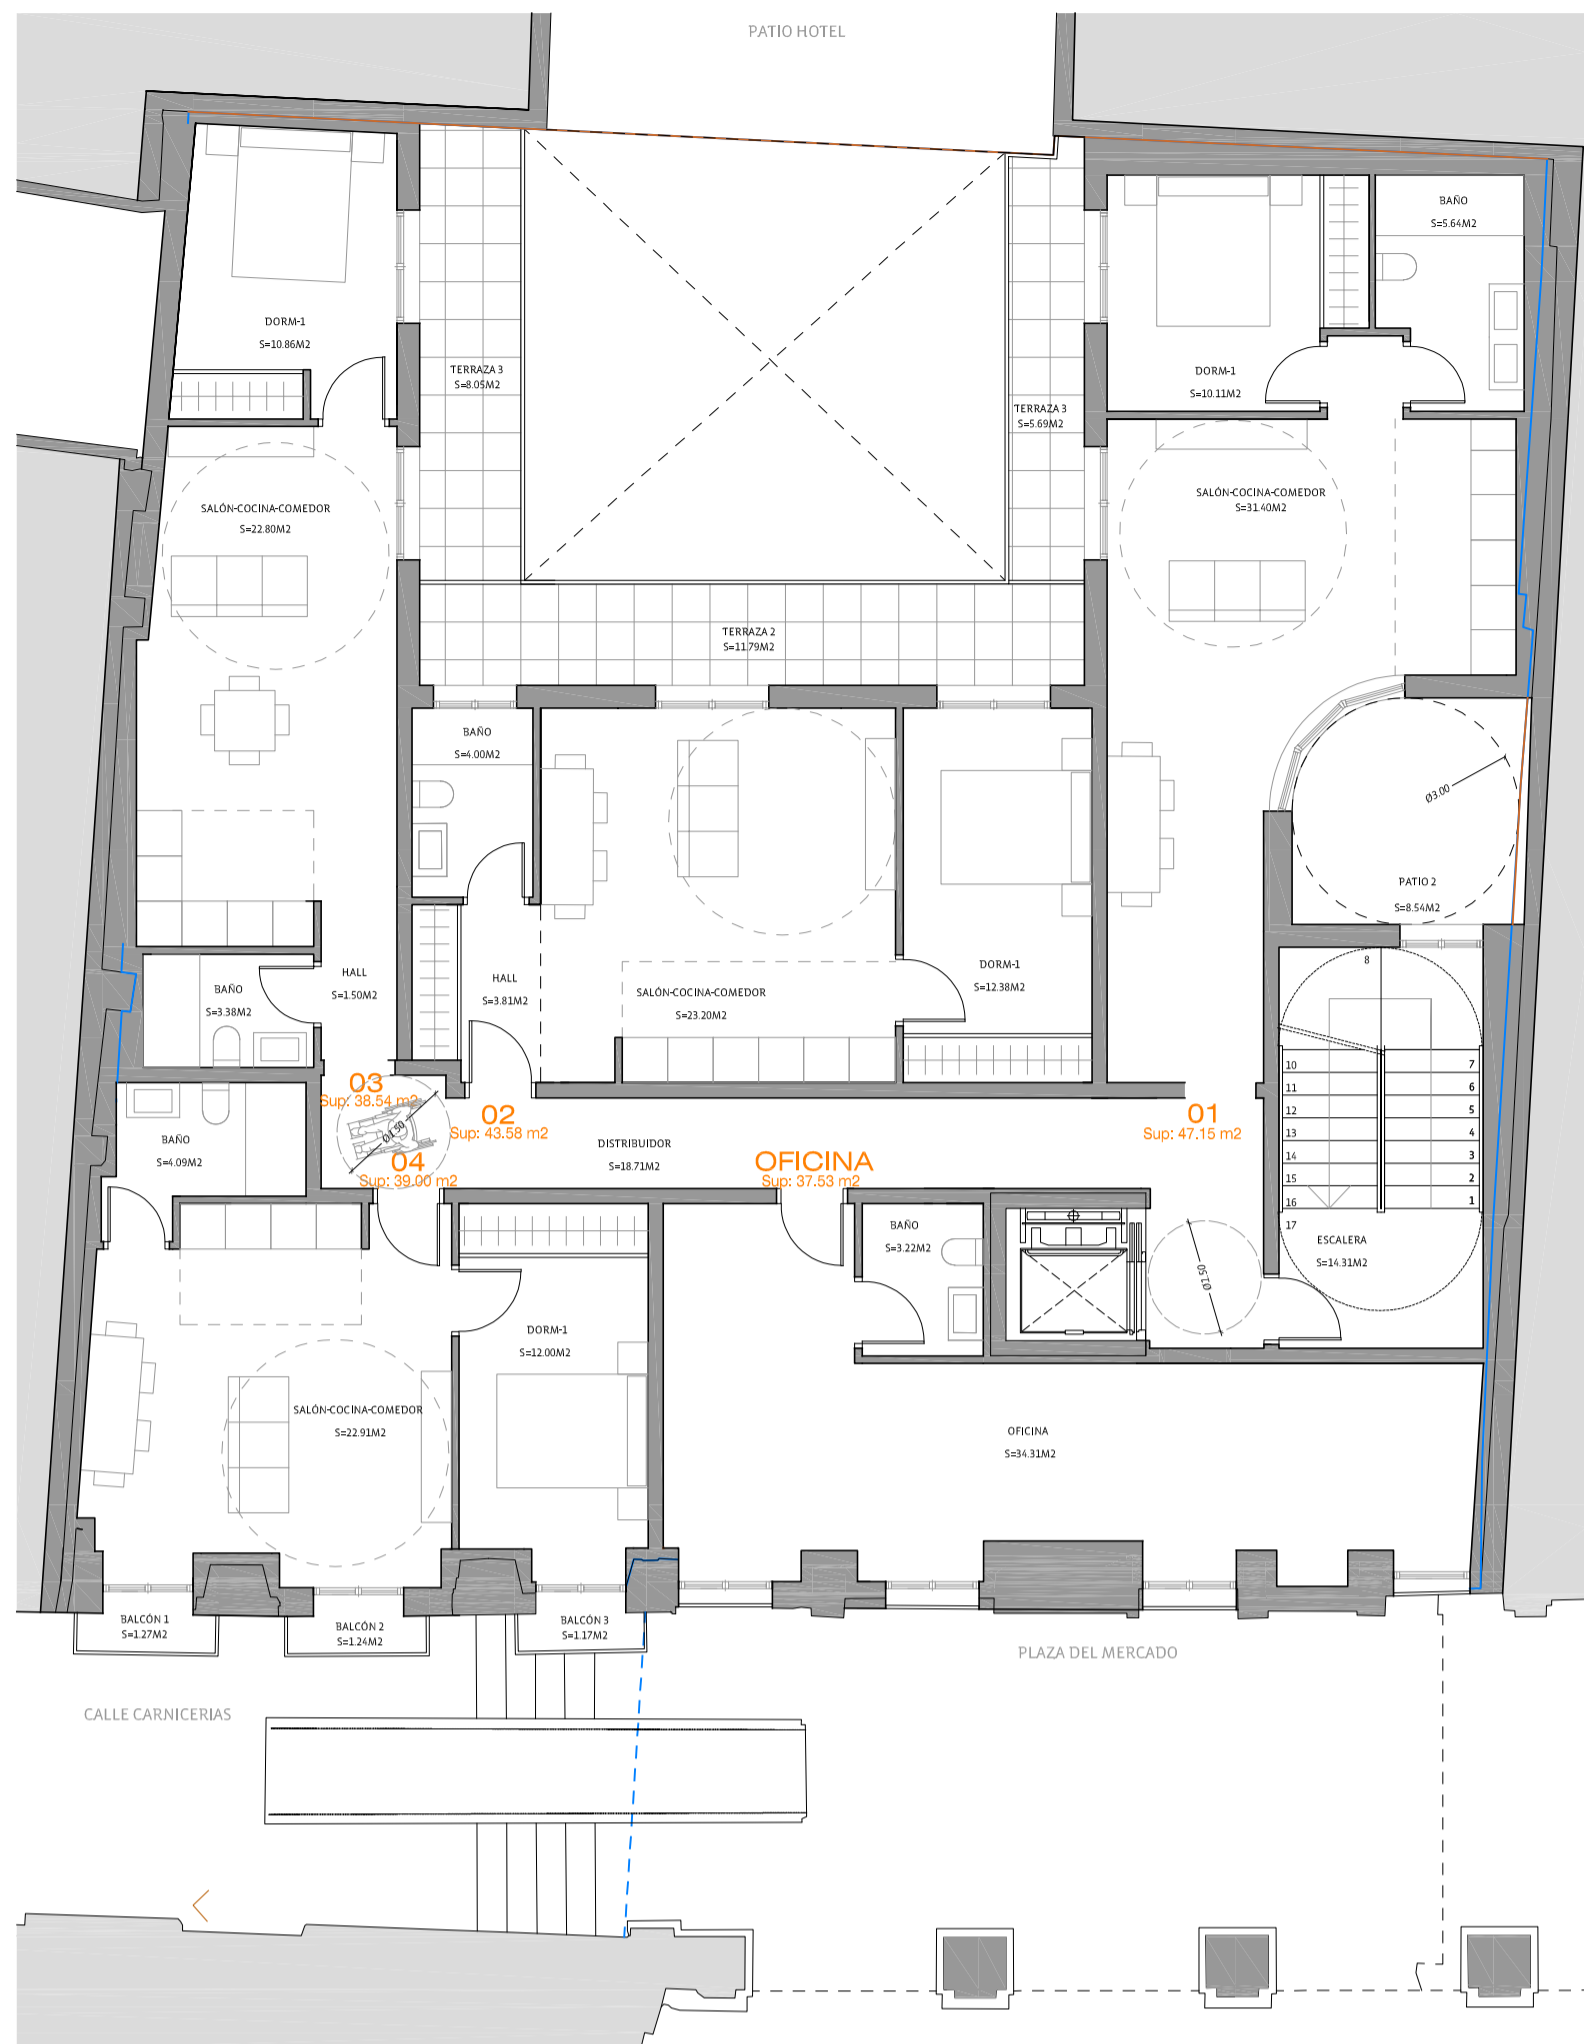 PATIO HOTEL
BAÑO
S=5.64M2
DORM-1
S=10.86M2
TERRAZA 3
S=8.05M2
DORM-1
S=10.11M2
TERRAZA 3
S=5.69M2
SALÓN-COCINA-COMEDOR
S=22.80M2
SALÓN-COCINA-COMEDOR
S=31.40M2
TERRAZA 2
S=11.79M2
BAÑO
S=4.00M2
Ø3.00
PATIO 2
S=8.54M2
HALL
S=1.50M2
BAÑO
S=3.38M2
HALL
S=3.81M2
SALÓN-COCINA-COMEDOR
S=23.20M2
DORM-1
S=12.38M2
8
10
11
12
13
14
15
16
17
7
6
5
4
3
2
1
03
Sup: 38.54 m2
02
Sup: 43.58 m2
01
Sup: 47.15 m2
Ø1.50
BAÑO
S=4.09M2
04
Sup: 39.00 m2
DISTRIBUIDOR
S=18.71M2
OFICINA
Sup: 37.53 m2
BAÑO
S=3.22M2
Ø1.50
ESCALERA
S=14.31M2
DORM-1
S=12.00M2
SALÓN-COCINA-COMEDOR
S=22.91M2
OFICINA
S=34.31M2
BALCÓN 1
S=1.27M2
BALCÓN 2
S=1.24M2
BALCÓN 3
S=1.17M2
PLAZA DEL MERCADO
CALLE CARNICERIAS